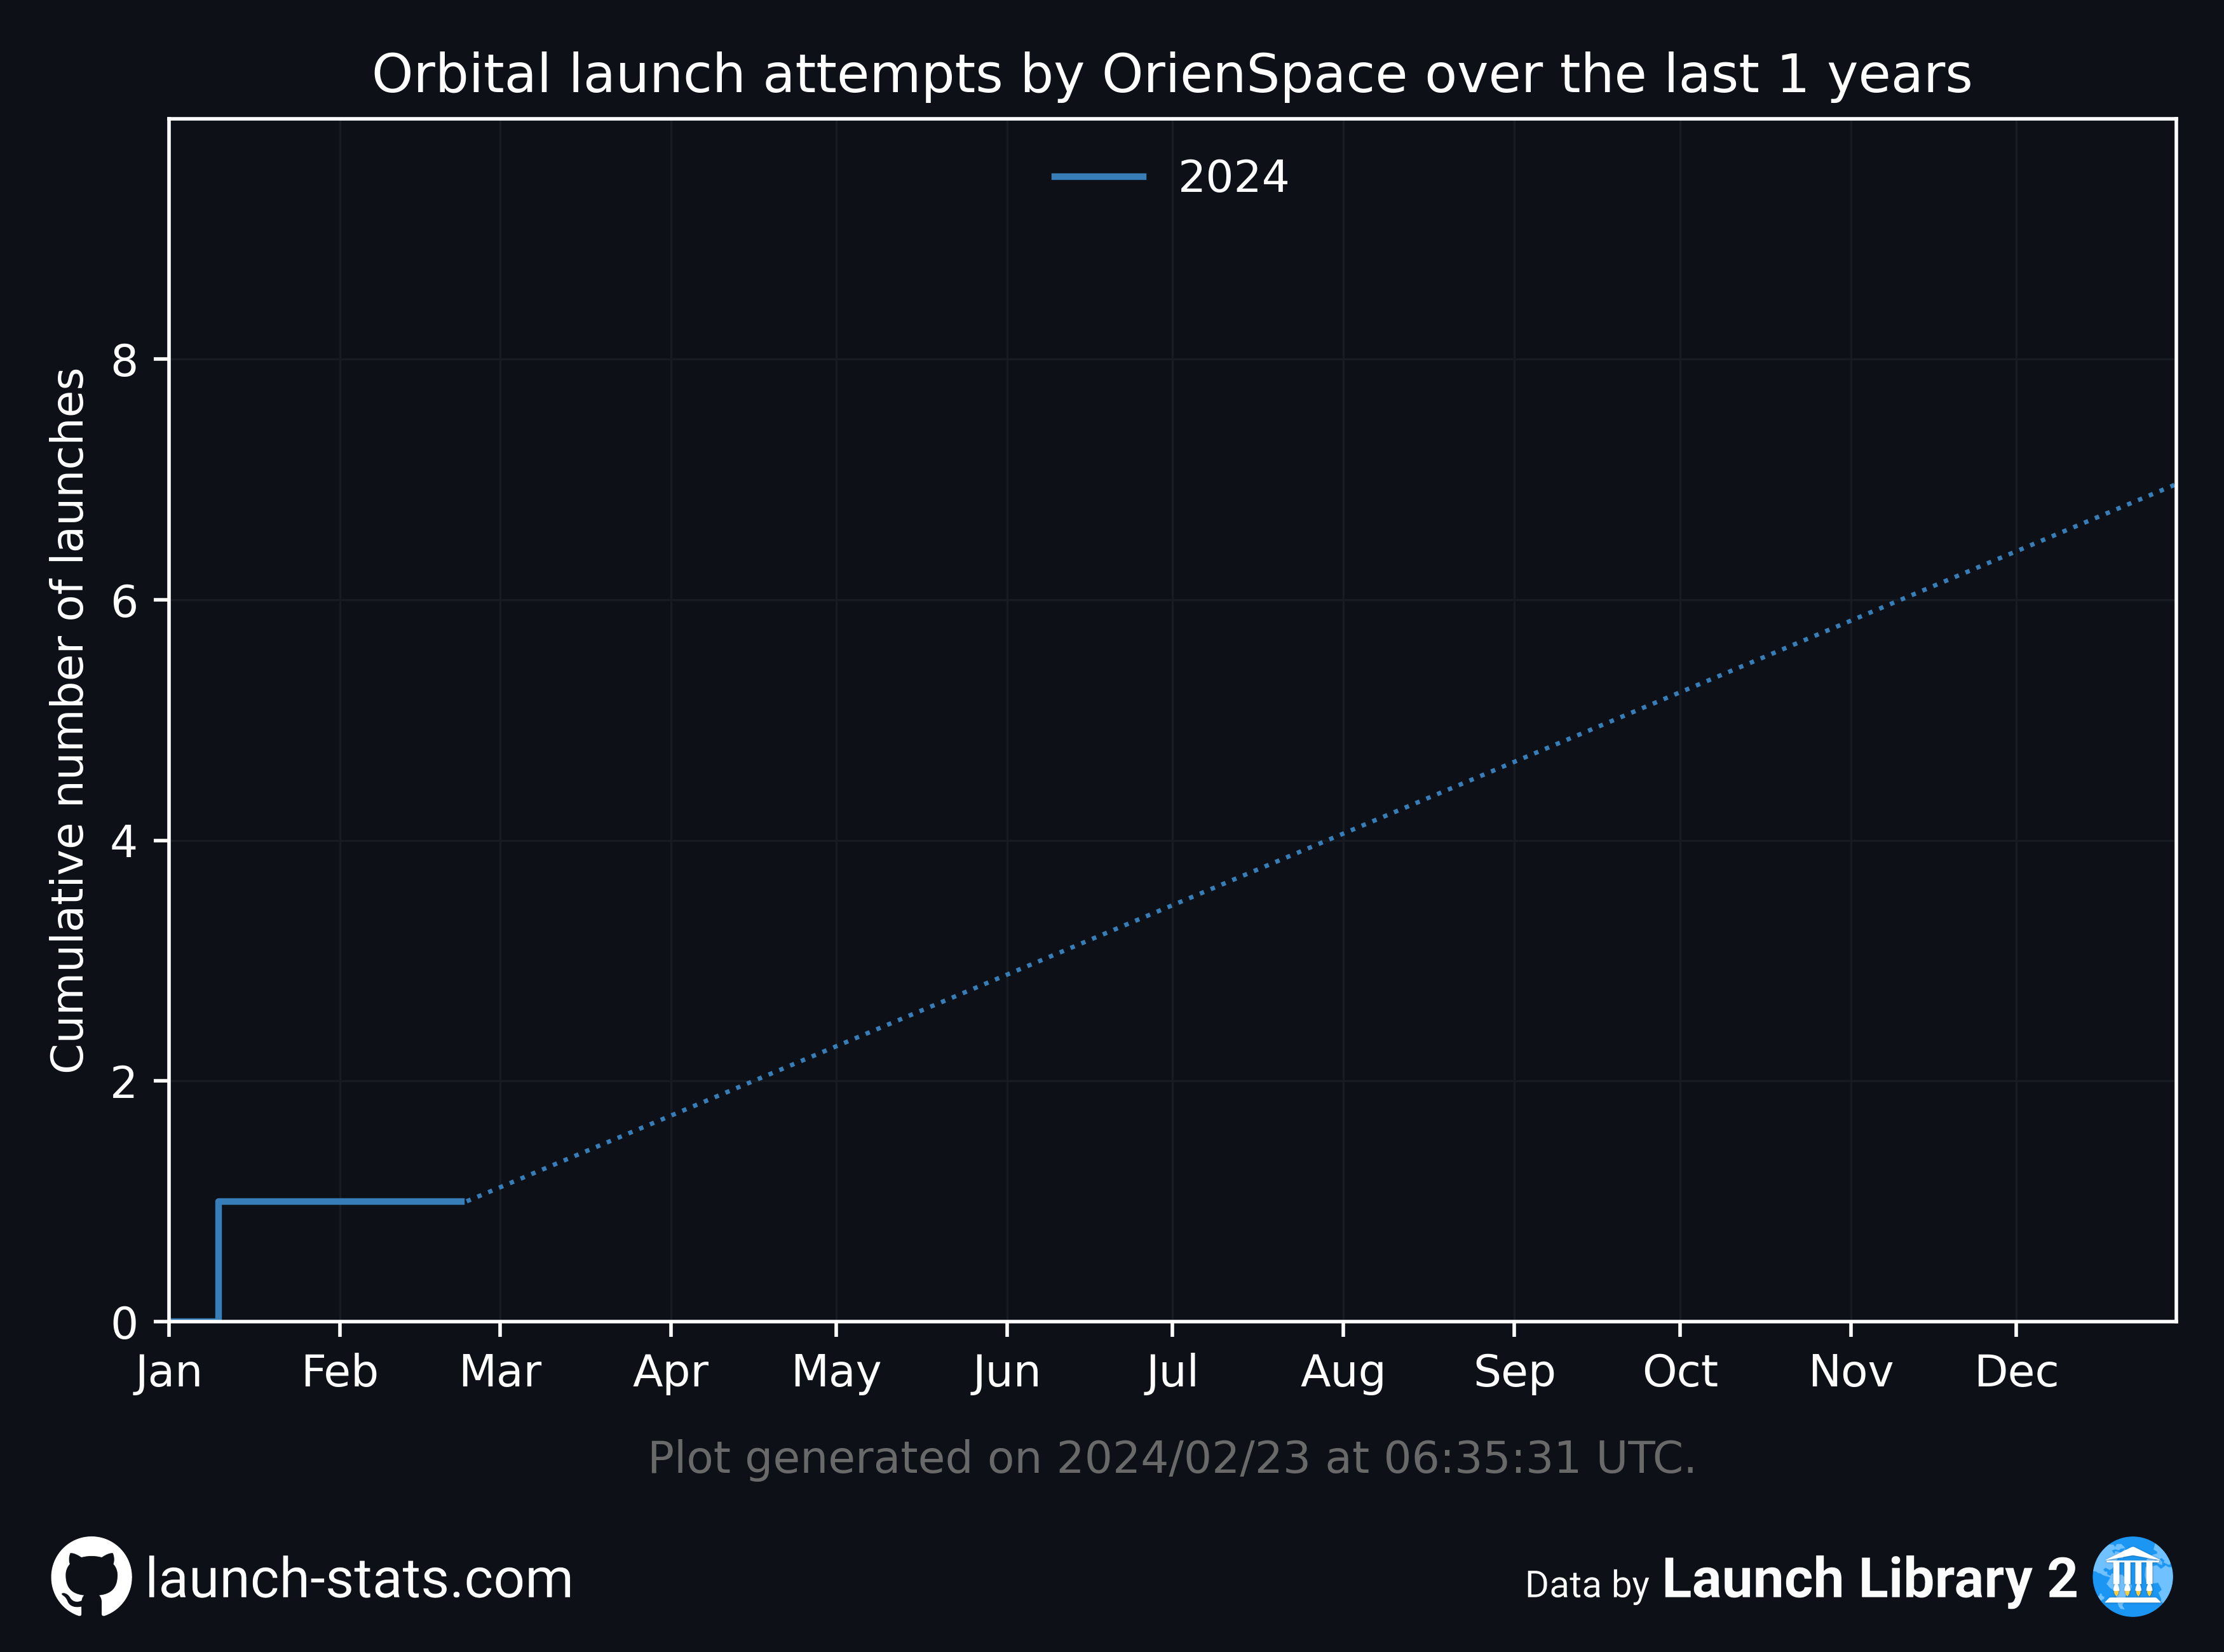 Orbital launch attempts by OrienSpace over the last 1 years
2024
Cumulative number of launches
8
6
4
2
0
Jan Feb Mar Apr May Jun Jul Aug Sep Oct Nov Dec
Plot generated on 2024/02/23 at 06:35:31 UTC.
launch-stats.com
Data by Launch Library 2